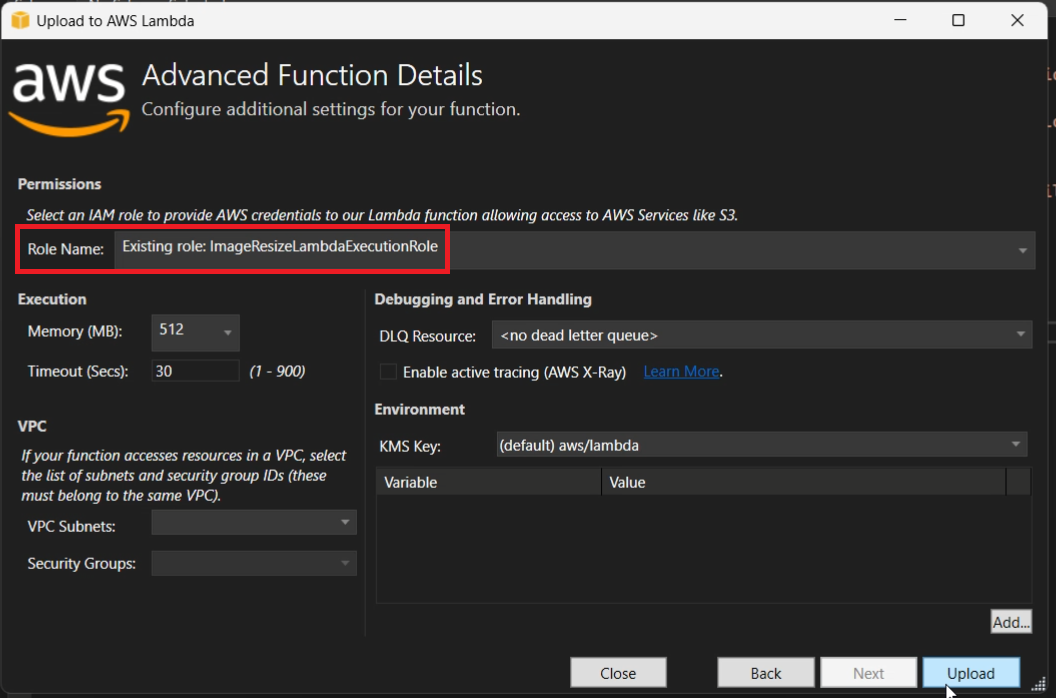 Upload to AWS Lambda
aws
Advanced Function Details
Configure additional settings for your function.
Permissions
Select an IAM role to provide AWS credentials to our Lambda function allowing access to AWS Services like S3.
Role Name: Existing role: ImageResizeLambdaExecutionRole
Execution
Memory (MB): 512
Timeout (Secs): 30 (1 - 900)
VPC
If your function accesses resources in a VPC, select
the list of subnets and security group IDs (these
must belong to the same VPC).
VPC Subnets:
Security Groups:
Debugging and Error Handling
DLQ Resource: <no dead letter queue>
Enable active tracing (AWS X-Ray) Learn More.
Environment
KMS Key: (default) aws/lambda
Variable Value
Add...
Close Back Next Upload